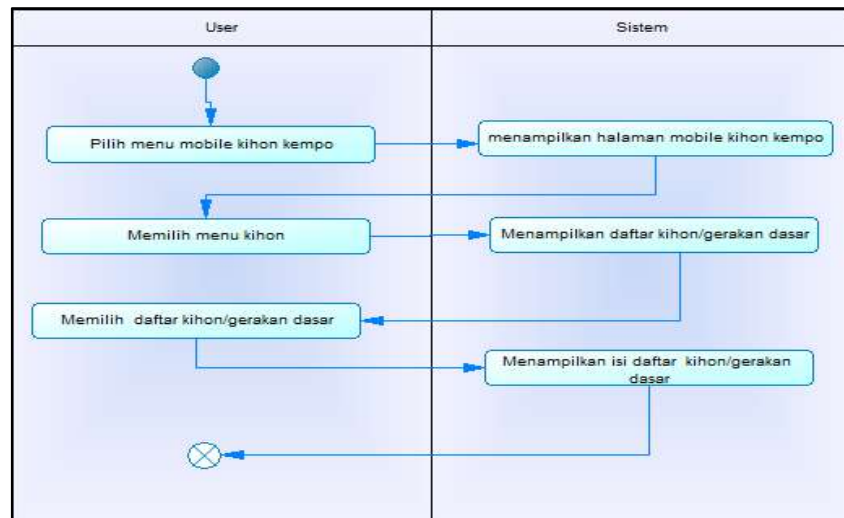 User
Sistem
Pilih menu mobile kihon kempo
menampilkan halaman mobile kihon kempo
Memilih menu kihon
Menampilkan daftar kihon/gerakan dasar
Memilih daftar kihon/gerakan dasar
Menampilkan isi daftar kihon/gerakan
dasar